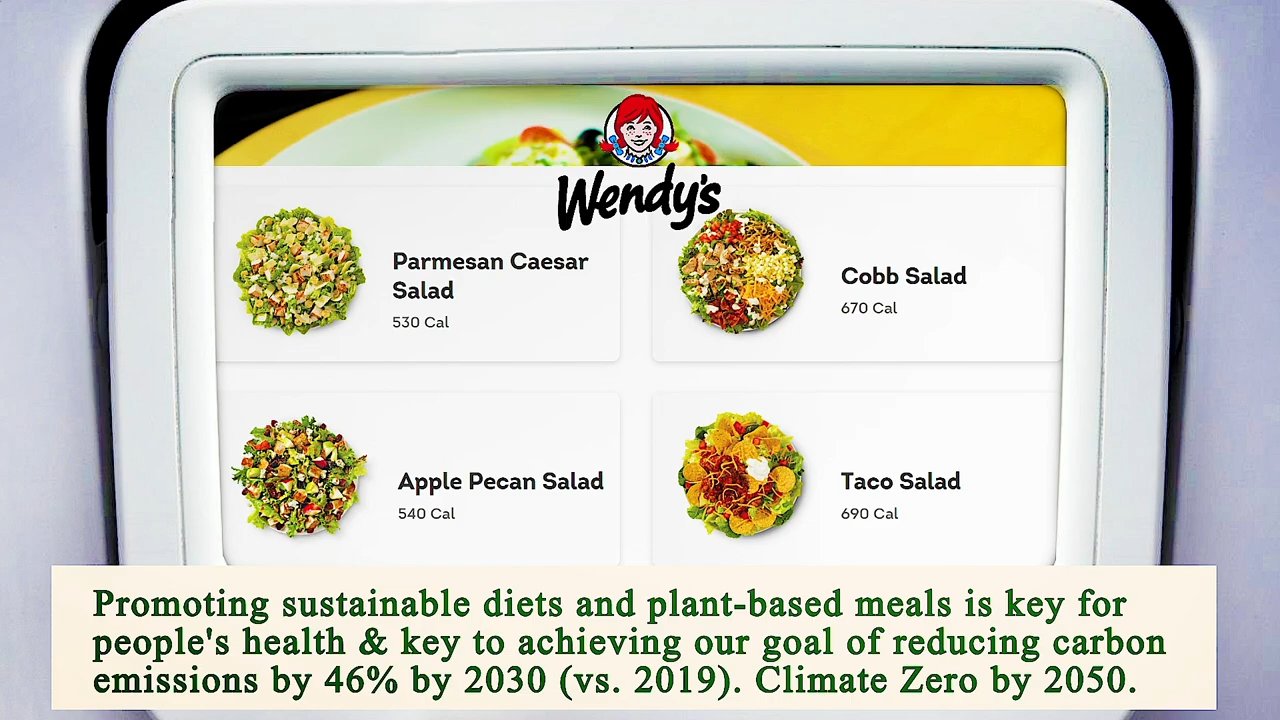 Wendy's
Parmesan Caesar
Salad
530 Cal
Cobb Salad
670 Cal
Apple Pecan Salad
540 Cal
Taco Salad
690 Cal
Promoting sustainable diets and plant-based meals is key for
people's health & key to achieving our goal of reducing carbon
emissions by 46% by 2030 (vs. 2019). Climate Zero by 2050.